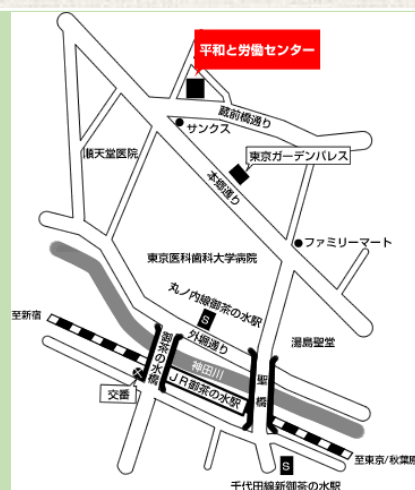 平和と労働センター
蔵前橋通り
サンクス
順天堂医院
東京ガーデンパレス
本郷通り
ファミリーマート
東京医科歯科大学病院
丸ノ内線御茶の水駅
S
至新宿
外堀通り
湯島聖堂
御茶の水橋
神田川
JR御茶の水駅
聖橋
交番
至東京/秋葉原
S
千代田線新御茶の水駅